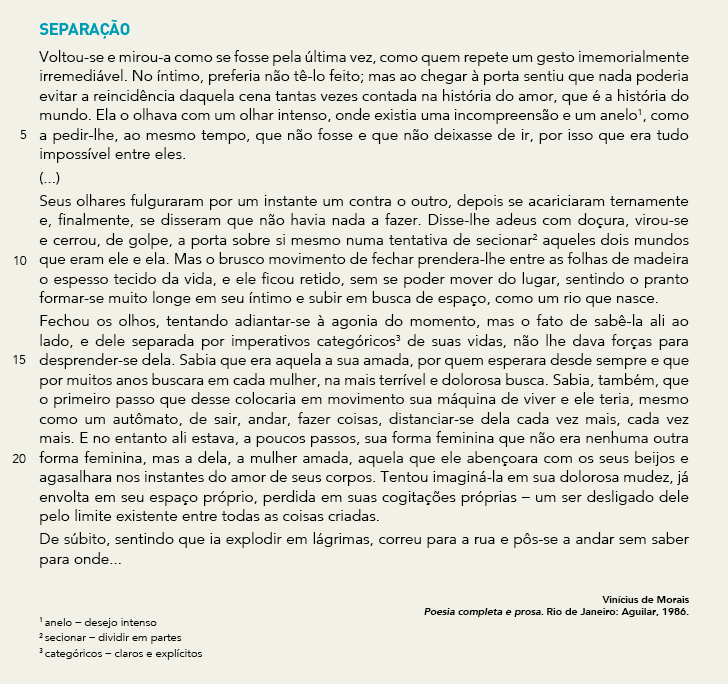 SEPARAÇÃO
Voltou-se e mirou-a como se fosse pela última vez, como quem repete um gesto imemorialmente
irremediável. No íntimo, preferia não tê-lo feito; mas ao chegar à porta sentiu que nada poderia
evitar a reincidência daquela cena tantas vezes contada na história do amor, que é a história do
mundo. Ela o olhava com um olhar intenso, onde existia uma incompreensão e um anelo¹, como
5 a pedir-lhe, ao mesmo tempo, que não fosse e que não deixasse de ir, por isso que era tudo
impossível entre eles.
(...)
Seus olhares fulguraram por um instante um contra o outro, depois se acariciaram ternamente
e, finalmente, se disseram que não havia nada a fazer. Disse-lhe adeus com doçura, virou-se
e cerrou, de golpe, a porta sobre si mesmo numa tentativa de secionar² aqueles dois mundos
10 que eram ele e ela. Mas o brusco movimento de fechar prendera-lhe entre as folhas de madeira
o espesso tecido da vida, e ele ficou retido, sem se poder mover do lugar, sentindo o pranto
formar-se muito longe em seu íntimo e subir em busca de espaço, como um rio que nasce.
Fechou os olhos, tentando adiantar-se à agonia do momento, mas o fato de sabê-la ali ao
lado, e dele separada por imperativos categóricos³ de suas vidas, não lhe dava forças para
15 desprender-se dela. Sabia que era aquela a sua amada, por quem esperara desde sempre e que
por muitos anos buscara em cada mulher, na mais terrível e dolorosa busca. Sabia, também, que
o primeiro passo que desse colocaria em movimento sua máquina de viver e ele teria, mesmo
como um autômato, de sair, andar, fazer coisas, distanciar-se dela cada vez mais, cada vez
mais. E no entanto ali estava, a poucos passos, sua forma feminina que não era nenhuma outra
20 forma feminina, mas a dela, a mulher amada, aquela que ele abençoara com os seus beijos e
agasalhara nos instantes do amor de seus corpos. Tentou imaginá-la em sua dolorosa mudez, já
envolta em seu espaço próprio, perdida em suas cogitações próprias – um ser desligado dele
pelo limite existente entre todas as coisas criadas.
De súbito, sentindo que ia explodir em lágrimas, correu para a rua e pôs-se a andar sem saber
para onde...
Vinícius de Morais
Poesia completa e prosa. Rio de Janeiro: Aguilar, 1986.
¹ anelo – desejo intenso
² secionar – dividir em partes
³ categóricos – claros e explícitos